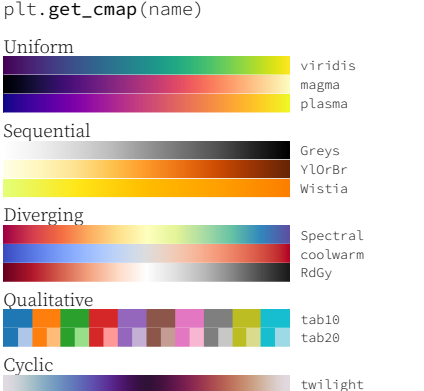 plt.get_cmap(name)
Uniform
viridis
magma
plasma
Sequential
Greys
YlOrBr
Wistia
Diverging
Spectral
coolwarm
RdGy
Qualitative
tab10
tab20
Cyclic
twilight